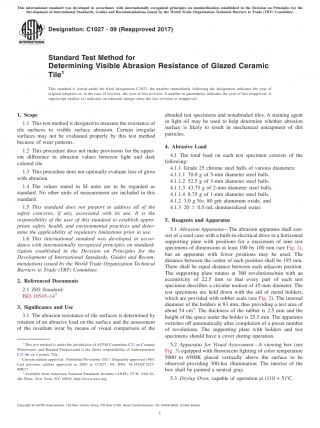 This international standard was developed in accordance with internationally recognized principles on standardization established in the Decision on Principles for the
Development of International Standards, Guides and Recommendations issued by the World Trade Organization Technical Barriers to Trade (TBT) Committee.
Designation: C1027 − 09 (Reapproved 2017)
INTERNATIONAL
Standard Test Method for
Determining Visible Abrasion Resistance of Glazed Ceramic
Tile1
This standard is issued under the fixed designation C1027; the number immediately following the designation indicates the year of
original adoption or, in the case of revision, the year of last revision. A number in parentheses indicates the year of last reapproval. A
superscript epsilon (ε) indicates an editorial change since the last revision or reapproval.
1. Scope
1.1 This test method is designed to measure the resistance of
tile surfaces to visible surface abrasion. Certain irregular
surfaces may not be evaluated properly by this test method
because of wear patterns.
1.2 This procedure does not make provisions for the appar-
ent difference in abrasion values between light and dark
colored tile.
1.3 This procedure does not optimally evaluate loss of gloss
with abrasion.
1.4 The values stated in SI units are to be regarded as
standard. No other units of measurement are included in this
standard.
1.5 This standard does not purport to address all of the
safety concerns, if any, associated with its use. It is the
responsibility of the user of this standard to establish appro-
priate safety, health, and environmental practices and deter-
mine the applicability of regulatory limitations prior to use.
1.6 This international standard was developed in accor-
dance with internationally recognized principles on standard-
ization established in the Decision on Principles for the
Development of International Standards, Guides and Recom-
mendations issued by the World Trade Organization Technical
Barriers to Trade (TBT) Committee.
2. Referenced Documents
2.1 ISO Standard:
ISO 10545-14 2
3. Significance and Use
3.1 The abrasion resistance of tile surfaces is determined by
rotation of an abrasive load on the surface and the assessment
of the resultant wear by means of visual comparison of the
1 This test method is under the jurisdiction of ASTM Committee C21 on Ceramic
Whitewares and Related Products and is the direct responsibility of Subcommittee
C21.06 on Ceramic Tile.
Current edition approved . Published November 2017. Originally approved 1984.
Last previous edition approved in 2009 as C1027 – 09. DOI: 10.1520/C1027-
09R17.
2 Available from American National Standards Institute (ANSI), 25 W. 43rd St.,
4th Floor, New York, NY 10036, http://www.ansi.org.
abraded test specimens and nonabraded tiles. A staining agent
in light oil may be used to help determine whether abrasion
surface is likely to result in mechanical entrapment of dirt
particles.
4. Abrasive Load
4.1 The total load on each test specimen consists of the
following:
4.1.1 Grain 25 chrome steel balls of various diameters:
4.1.1.1 70.0 g of 5-mm diameter steel balls.
4.1.1.2 52.5 g of 3-mm diameter steel balls.
4.1.1.3 43.75 g of 2-mm diameter steel balls.
4.1.1.4 8.75 g of 1-mm diameter steel balls.
4.1.2 3.0 g No. 80 grit aluminum oxide, and
4.1.3 20 ± 0.5 mL demineralized water.
5. Reagents and Apparatus
5.1 Abrasion Apparatus—The abrasion apparatus shall con-
sist of a steel case with a built-in electrical drive to a horizontal
supporting plate with positions for a maximum of nine test
specimens of dimensions at least 100 by 100 mm (see Fig. 1),
but an apparatus with fewer positions may be used. The
distance between the center of each position shall be 195 mm.
There shall be equal distance between each adjacent position.
The supporting plate rotates at 300 revolutions/min with an
eccentricity of 22.5 mm so that every part of each test
specimen describes a circular motion of 45-mm diameter. The
test specimens are held down with the aid of metal holders,
which are provided with rubber seals (see Fig. 2). The internal
diameter of the holders is 83 mm, thus providing a test area of
about 54 cm2. The thickness of the rubber is 2.5 mm and the
height of the space under the holder is 25.5 mm. The apparatus
switches off automatically after completion of a preset number
of revolutions. The supporting plate with holders and test
specimens should have a cover during operation.
5.2 Apparatus for Visual Assessment—A viewing box (see
Fig. 3) equipped with fluorescent lighting of color temperature
5000 to 6500K placed vertically above the surface to be
observed providing 300-lux illumination. The interior of the
box shall be painted a neutral gray.
5.3 Drying Oven, capable of operation at (110 ± 5)°C.
Copyright © ASTM International, 100 Barr Harbor Drive, PO Box C700, West Conshohocken, PA 19428-2959. United States
1